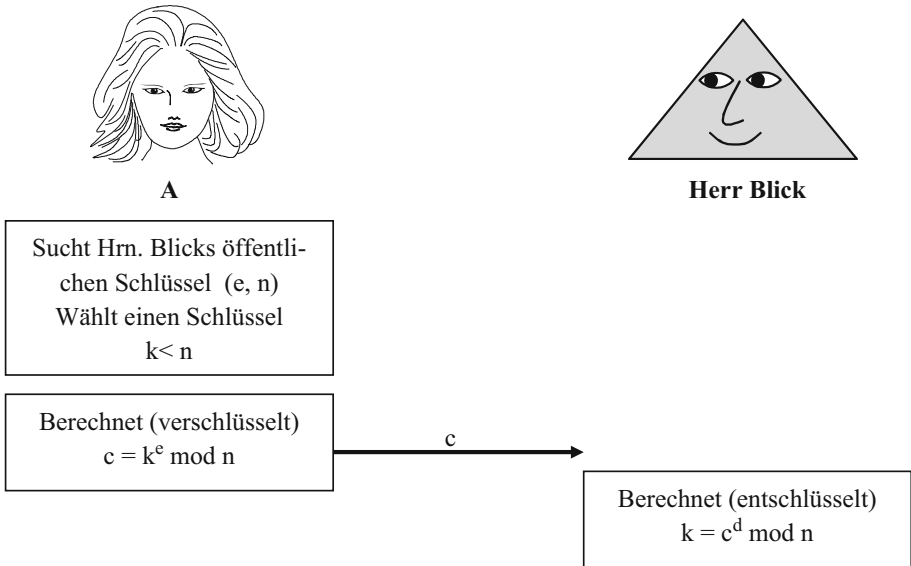 A
Herr Blick
Sucht Hrn. Blicks öffentli-
chen Schlüssel (e, n)
Wählt einen Schlüssel
k< n
Berechnet (verschlüsselt)
c = k^e mod n
c
Berechnet (entschlüsselt)
k = c^d mod n